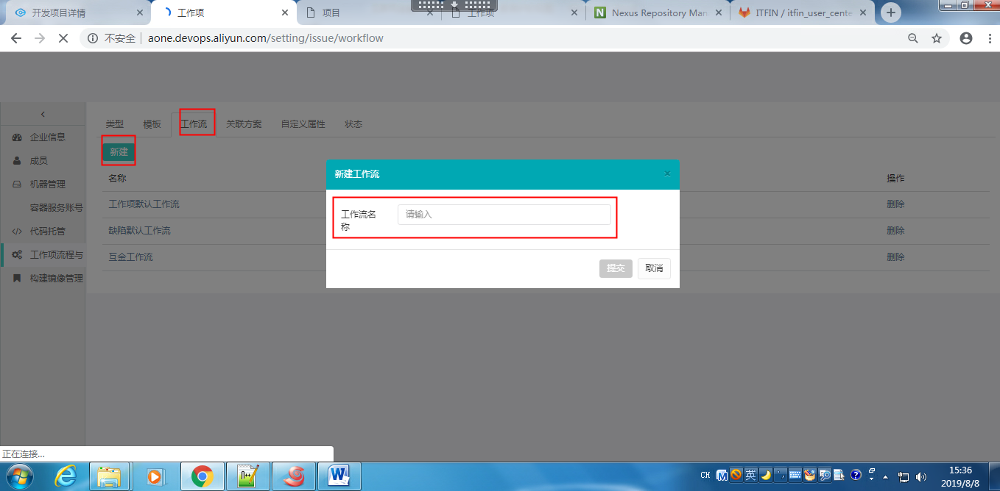 开发项目详情
工作项
项目
工作项
Nexus Repository Man
ITFIN / itfin_user_cente
不安全
aone.devops.aliyun.com/setting/issue/workflow
类型
模板
工作流
关联方案
自定义属性
状态
企业信息
成员
机器管理
容器服务账号
代码托管
工作项流程与
构建镜像管理
新建
名称
操作
工作项默认工作流
删除
缺陷默认工作流
删除
互金工作流
删除
新建工作流
×
工作流名
称
请输入
提交
取消
正在连接...
CH
英
15:36
2019/8/8